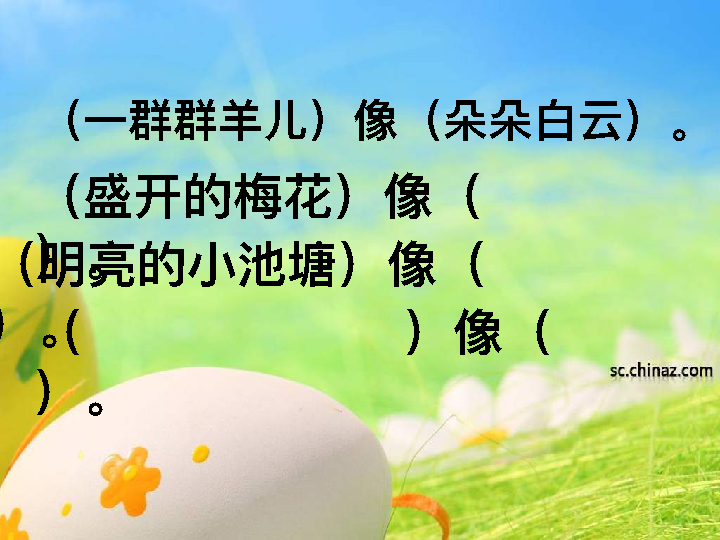 （一群群羊儿）像（朵朵白云）。
（盛开的梅花）像（
）。
（明亮的小池塘）像（
）。
（　　　　　　）像（
）。
sc.chinaz.com